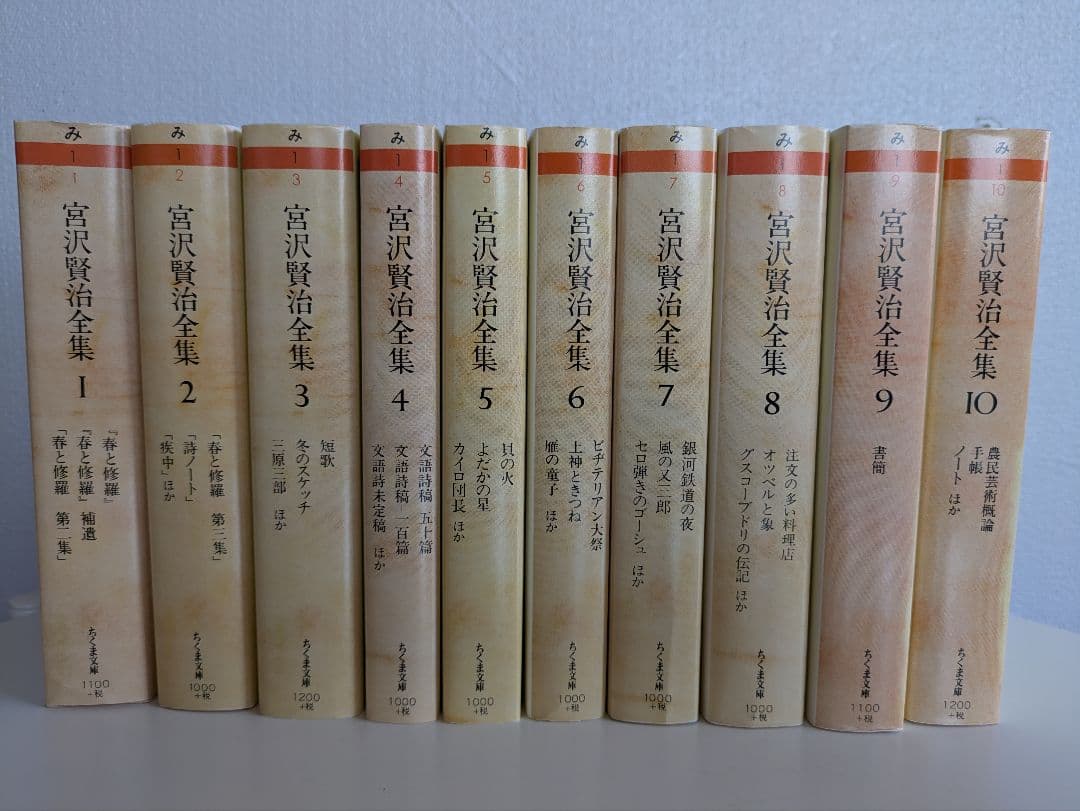 み
1
1
宮沢賢治全集 1
『春と修羅』
『春と修羅』補遺
「春と修羅 第二集」
ちくま文庫
1100
+税
み
1
2
宮沢賢治全集 2
「春と修羅 第三集」
「詩ノート」
「疾中」ほか
ちくま文庫
1000
+税
み
1
3
宮沢賢治全集 3
短歌
冬のスケッチ
三原三部 ほか
ちくま文庫
1200
+税
み
1
4
宮沢賢治全集 4
文語詩稿 五十篇
文語詩稿 一百篇
文語詩未定稿 ほか
ちくま文庫
1000
+税
み
1
5
宮沢賢治全集 5
貝の火
よだかの星
カイロ団長 ほか
ちくま文庫
1000
+税
み
1
6
宮沢賢治全集 6
ビヂテリアン大祭
土神ときつね
雁の童子 ほか
ちくま文庫
1000
+税
み
1
7
宮沢賢治全集 7
銀河鉄道の夜
風の又三郎
セロ弾きのゴーシュ ほか
ちくま文庫
1000
+税
み
1
8
宮沢賢治全集 8
注文の多い料理店
オツベルと象
グスコーブドリの伝記 ほか
ちくま文庫
1000
+税
み
1
9
宮沢賢治全集 9
書簡
ちくま文庫
1100
+税
み
1
10
宮沢賢治全集 10
農民芸術概論
手帳
ノート ほか
ちくま文庫
1200
+税